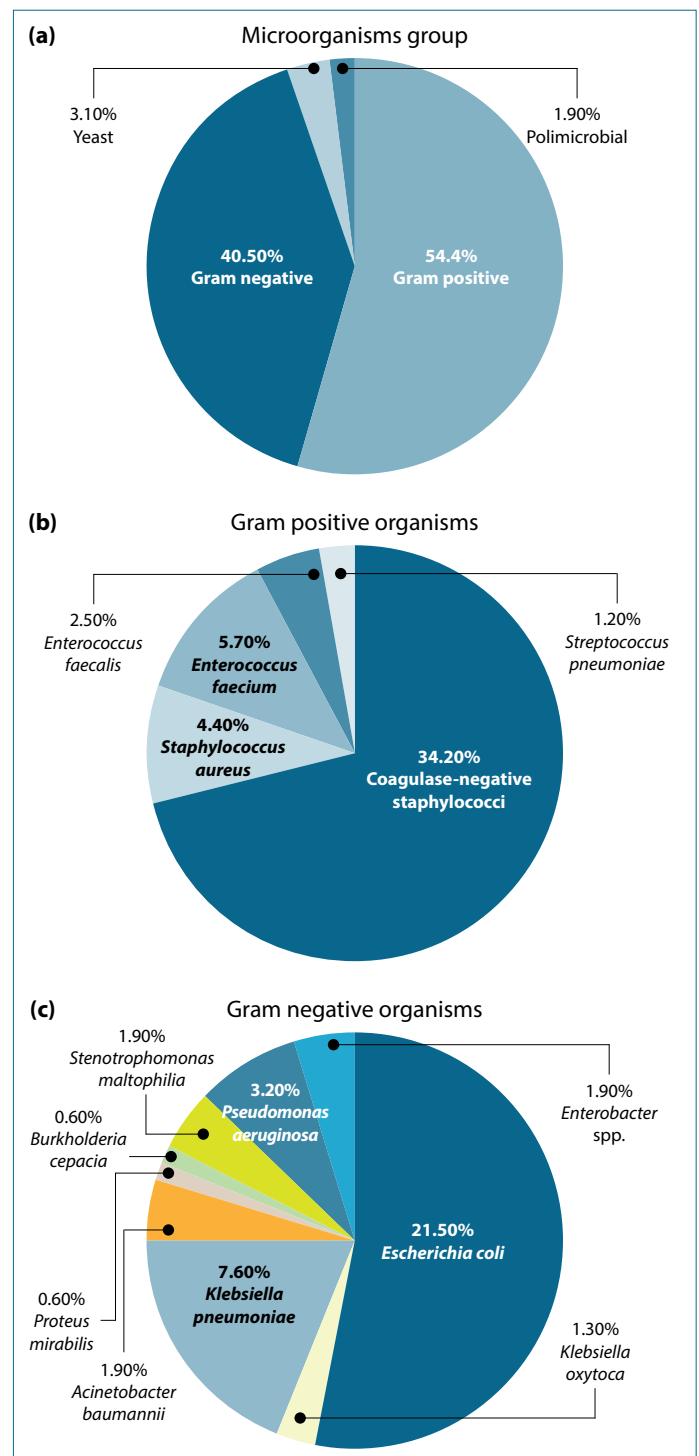 (a)
Microorganisms group
3.10%
Yeast
1.90%
Polimicrobial
40.50%
Gram negative
54.4%
Gram positive
(b)
Gram positive organisms
2.50%
Enterococcus
faecalis
5.70%
Enterococcus
faecium
1.20%
Streptococcus
pneumoniae
4.40%
Staphylococcus
aureus
34.20%
Coagulase-negative
staphylococci
(c)
Gram negative organisms
1.90%
Stenotrophomonas
maltophilia
3.20%
Pseudomonas
aeruginosa
1.90%
Enterobacter spp.
0.60%
Burkholderia
cepacia
21.50%
Escherichia coli
7.60%
Klebsiella
pneumoniae
0.60%
Proteus
mirabilis
1.90%
Acinetobacter
baumannii
1.30%
Klebsiella
oxytoca